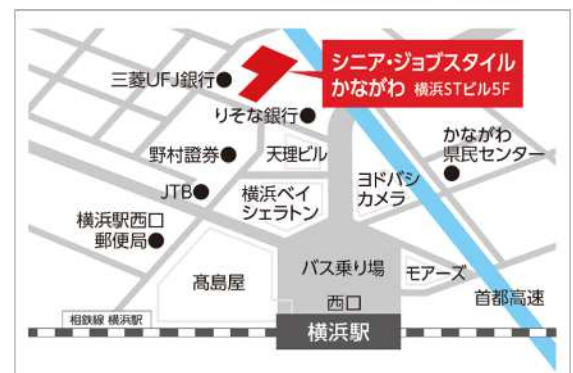 シニア・ジョブスタイル
かながわ 横浜STビル5F
三菱UFJ銀行
りそな銀行
かながわ
県民センター
野村證券
天理ビル
JTB
横浜ベイ
シェラトン
ヨドバシ
カメラ
横浜駅西口
郵便局
髙島屋
バス乗り場
モアーズ
西口
首都高速
相鉄線 横浜駅
横浜駅